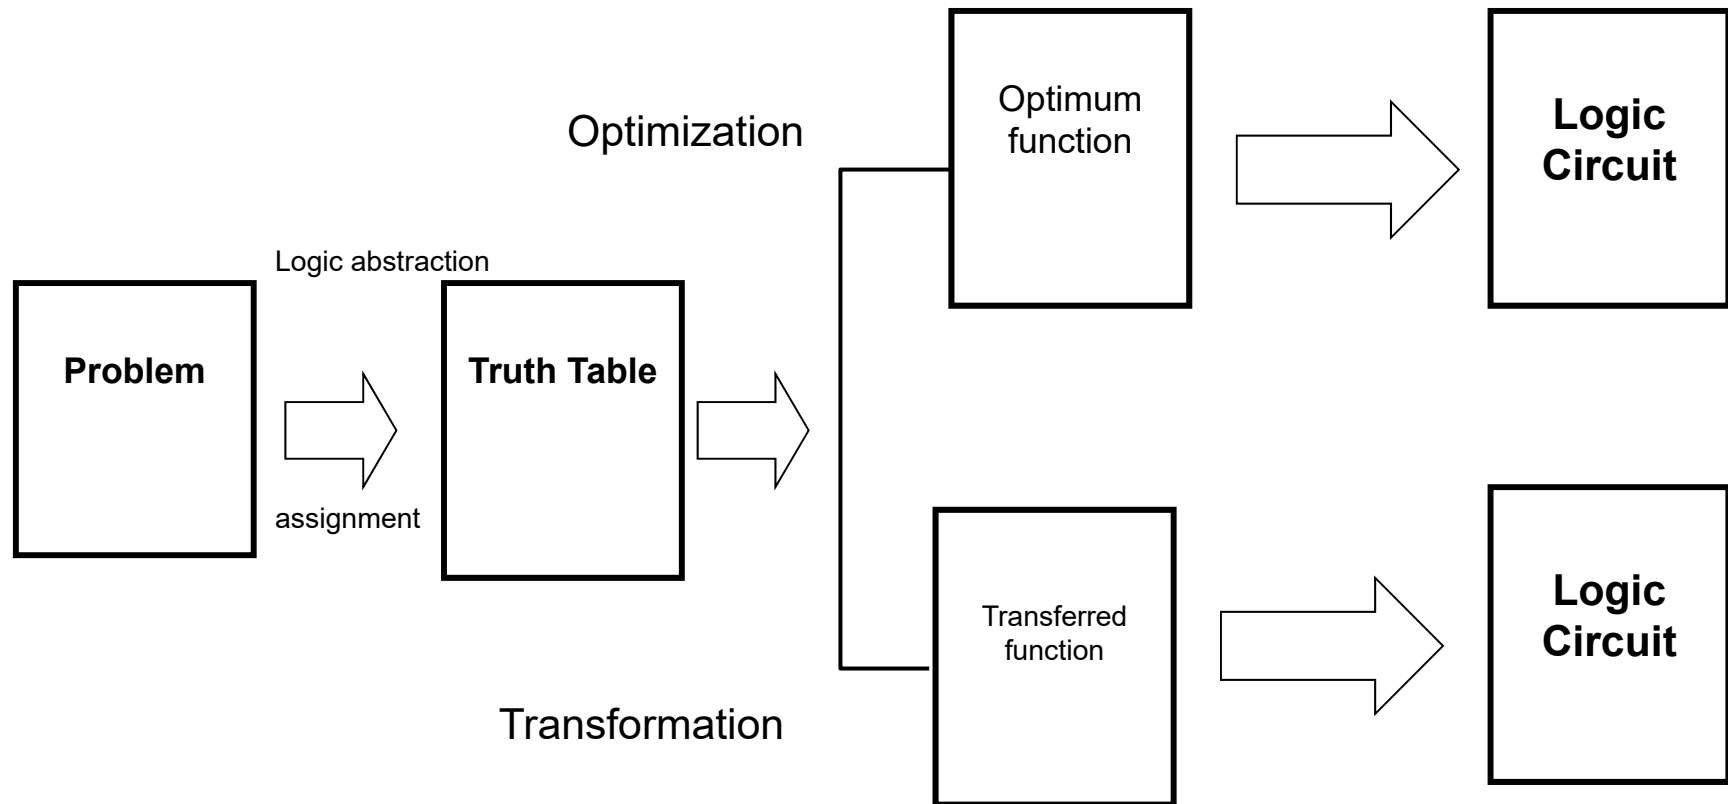 Optimization
Optimum
function
Logic
Circuit
Logic abstraction
Problem
assignment
Truth Table
Transferred
function
Logic
Circuit
Transformation